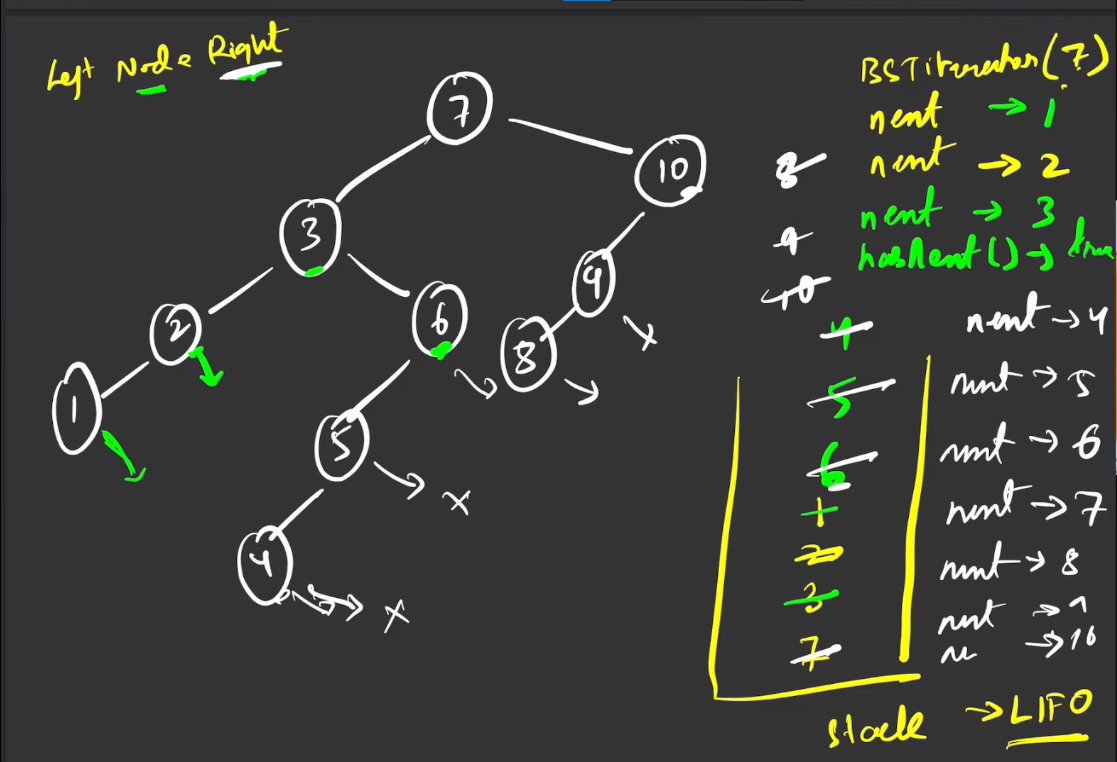 Left Node Right
7
10
3
9
2
6
8
1
5
x
x
4
x
BSTiterator(7)
next → 1
next → 2
next → 3
hasNext() → true
next → 4
next → 5
next → 6
next → 7
next → 8
next → 9
ne → 10
8
9
10
4
5
6
1
2
3
7
stack → LIFO